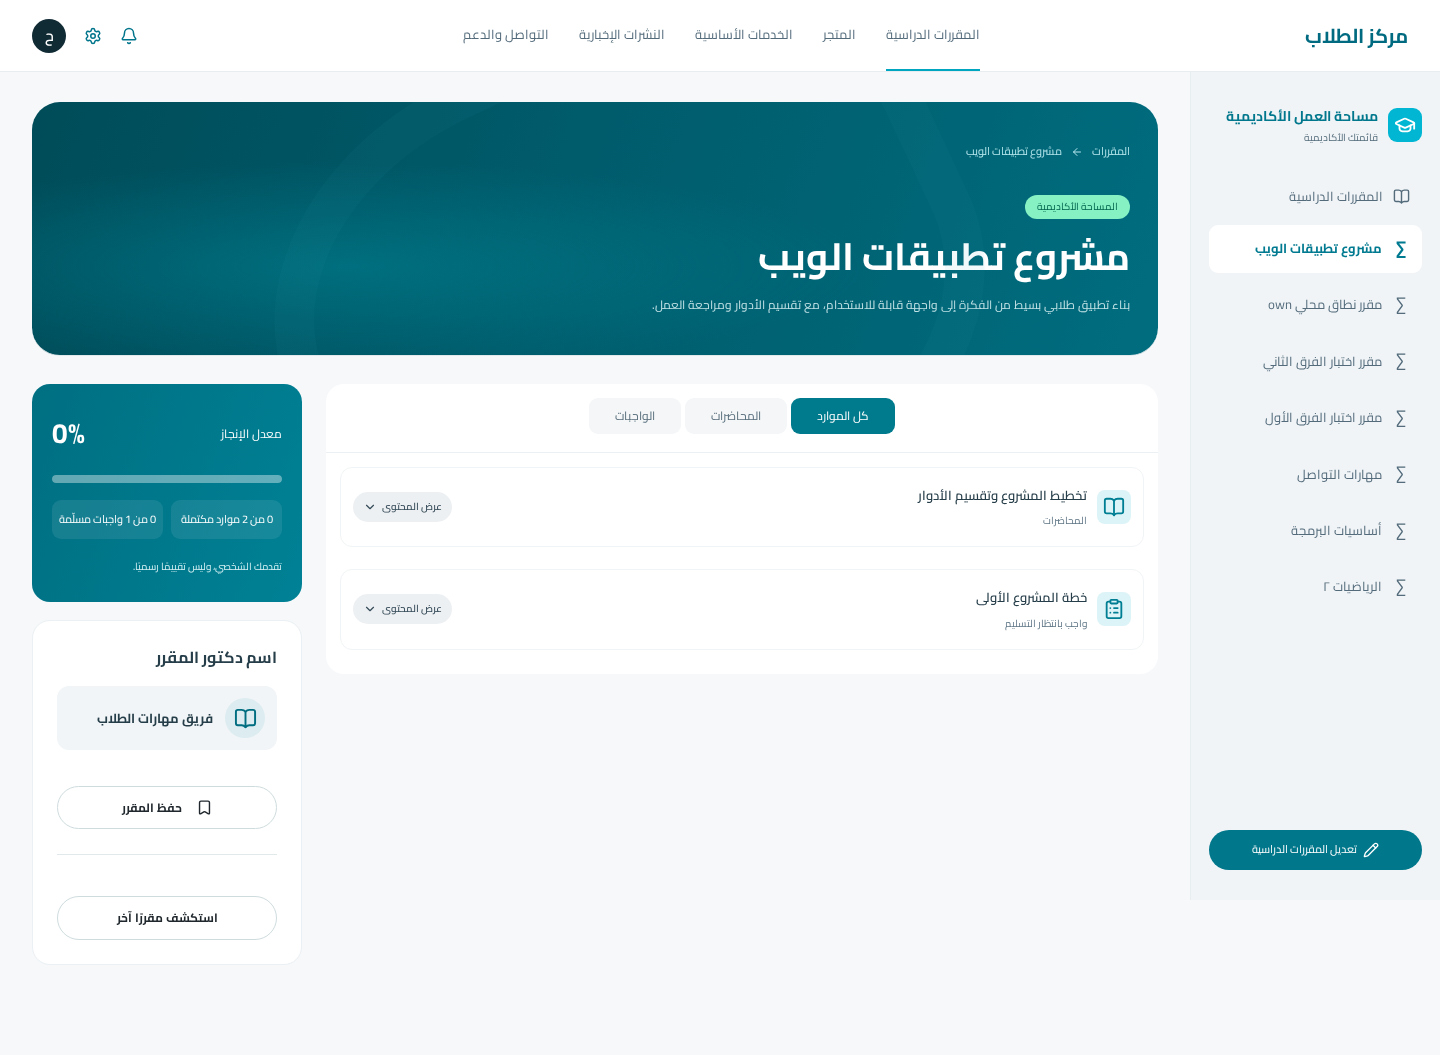 مركز الطلاب
المقررات الدراسية
المتجر
الخدمات الأساسية
النشرات الإخبارية
التواصل والدعم
ح
مساحة العمل الأكاديمية
قائمتك الأكاديمية
المقررات الدراسية
∑ مشروع تطبيقات الويب
∑ مقرر نطاق محلي own
∑ مقرر اختبار الفرق الثاني
∑ مقرر اختبار الفرق الأول
∑ مهارات التواصل
∑ أساسيات البرمجة
∑ الرياضيات ٢
تعديل المقررات الدراسية
المقررات ← مشروع تطبيقات الويب
المساحة الأكاديمية
مشروع تطبيقات الويب
بناء تطبيق طلابي بسيط من الفكرة إلى واجهة قابلة للاستخدام، مع تقسيم الأدوار ومراجعة العمل.
كل الموارد
المحاضرات
الواجبات
تخطيط المشروع وتقسيم الأدوار
المحاضرات
عرض المحتوى
خطة المشروع الأولى
واجب بانتظار التسليم
عرض المحتوى
معدل الإنجاز
0%
0 من 2 موارد مكتملة
0 من 1 واجبات مسلّمة
تقدمك الشخصي، وليس تقييمًا رسميًا.
اسم دكتور المقرر
فريق مهارات الطلاب
حفظ المقرر
استكشف مقررًا آخر